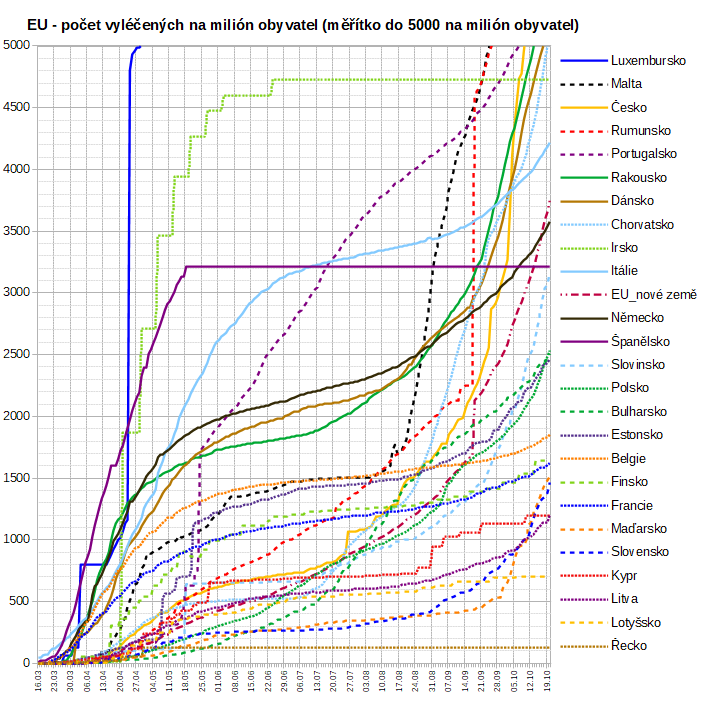 EU - počet vyléčených na milión obyvatel (měřítko do 5000 na milión obyvatel)
5000
4500
4000
3500
3000
2500
2000
1500
1000
500
0
16.03
23.03
30.03
06.04
13.04
20.04
27.04
04.05
11.05
18.05
25.05
01.06
08.06
15.06
22.06
29.06
06.07
13.07
20.07
27.07
03.08
10.08
17.08
24.08
31.08
07.09
14.09
21.09
28.09
05.10
12.10
19.10
Luxembursko
Malta
Česko
Rumunsko
Portugalsko
Rakousko
Dánsko
Chorvatsko
Irsko
Itálie
EU_nové země
Německo
Španělsko
Slovinsko
Polsko
Bulharsko
Estonsko
Belgie
Finsko
Francie
Maďarsko
Slovensko
Kypr
Litva
Lotyšsko
Řecko